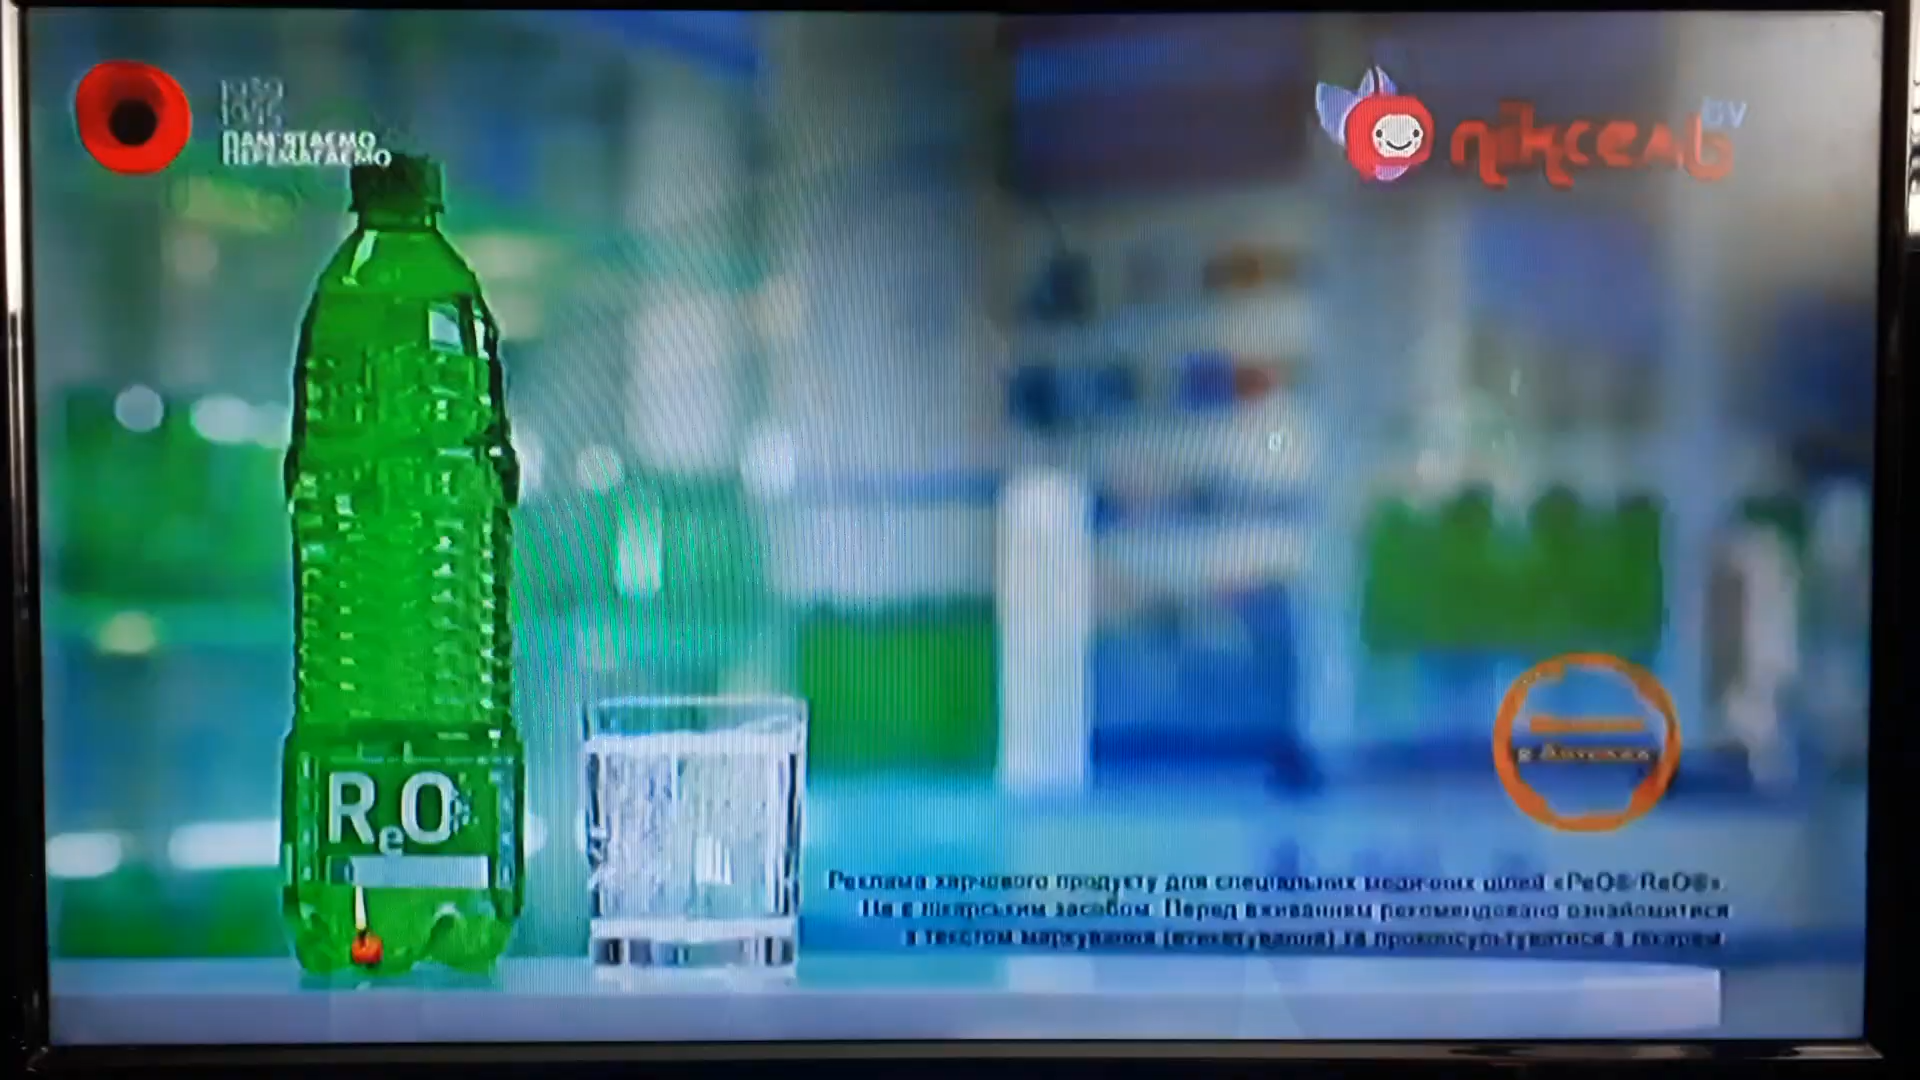 1939
1945
ПАМ'ЯТАЄМО
ПЕРЕМАГАЄМО
піксель TV
ReO
в Аптеках
Реклама харчового продукту для спеціальних медичних цілей «РеО®/ReO®».
Не є лікарським засобом. Перед вживанням рекомендовано ознайомитися
з текстом маркування (етикетування) та проконсультуватися з лікарем.